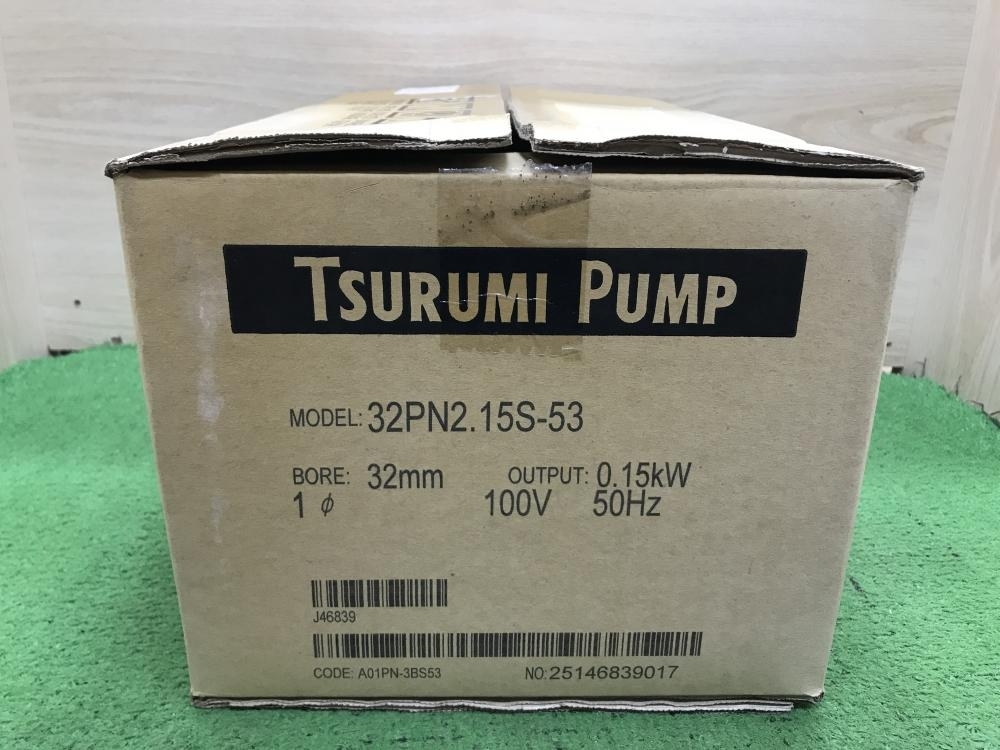 TSURUMI PUMP
MODEL: 32PN2.15S-53
BORE: 32mm OUTPUT: 0.15kW
1 ϕ 100V 50Hz
J46839
CODE: A01PN-3BS53 NO: 25146839017